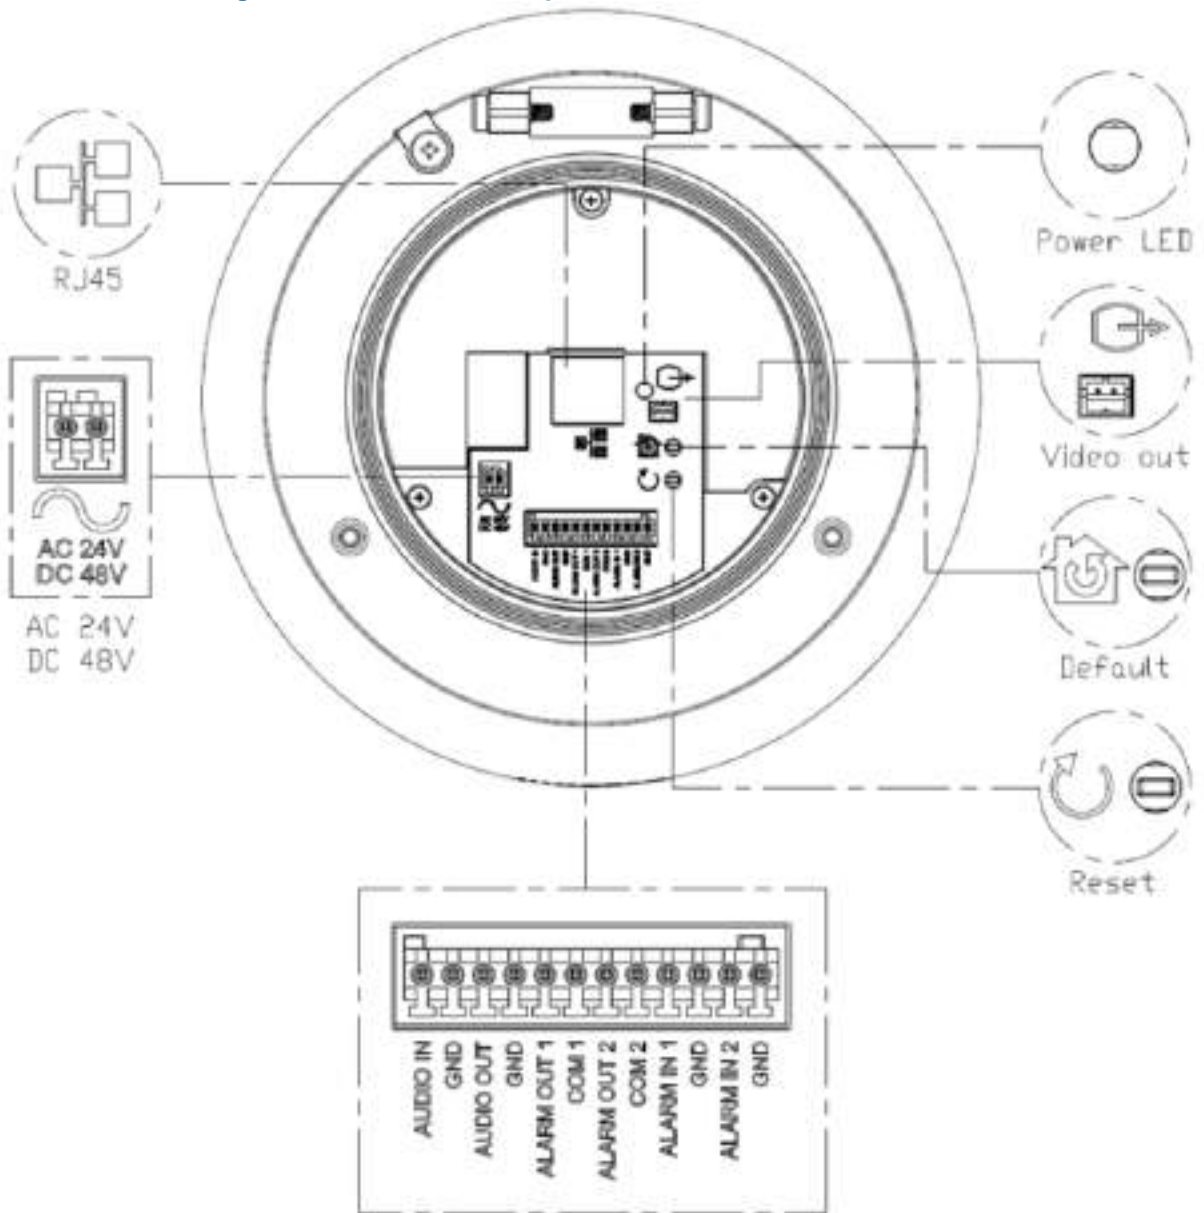 RJ45
Power LED
Video out
AC 24V
DC 48V
AC 24V
DC 48V
Default
Reset
AUDIO IN
GND
AUDIO OUT
GND
ALARM OUT 1
COM 1
ALARM OUT 2
COM 2
ALARM IN 1
GND
ALARM IN 2
GND